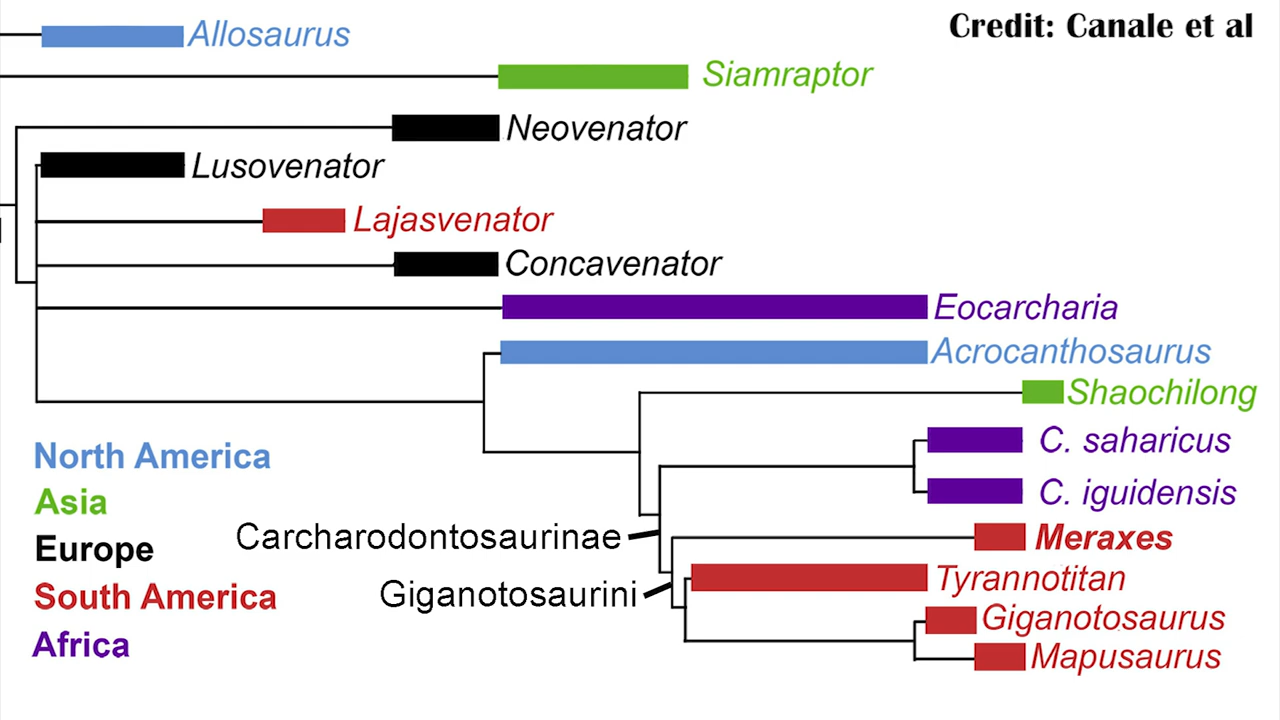 Credit: Canale et al
Allosaurus
Siamraptor
Neovenator
Lusovenator
Lajasvenator
Concavenator
Eocarcharia
Acrocanthosaurus
Shaochilong
C. saharicus
C. iguidensis
Meraxes
Tyrannotitan
Giganotosaurus
Mapusaurus
Carcharodontosaurinae
Giganotosaurini
North America
Asia
Europe
South America
Africa